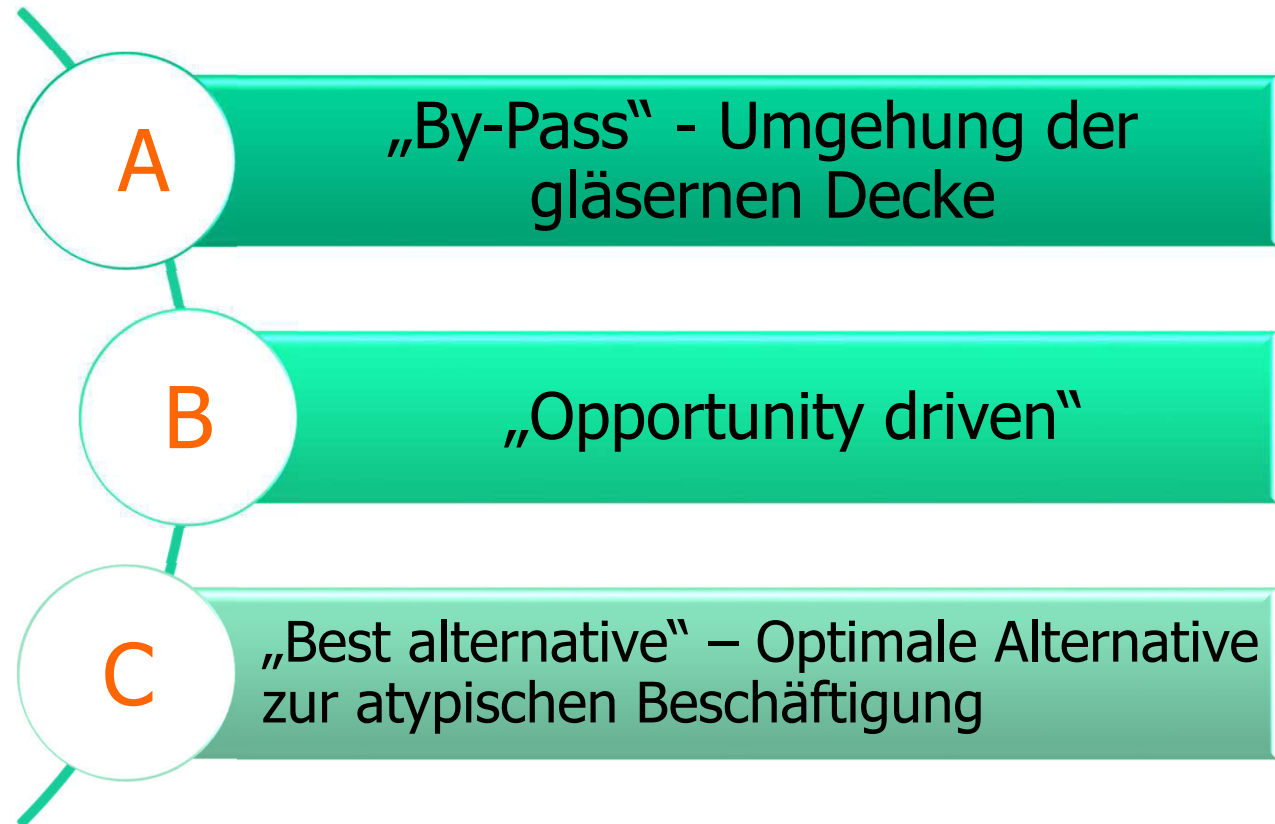 A
„By-Pass“ - Umgehung der
gläsernen Decke
B
„Opportunity driven“
C
„Best alternative“ – Optimale Alternative
zur atypischen Beschäftigung